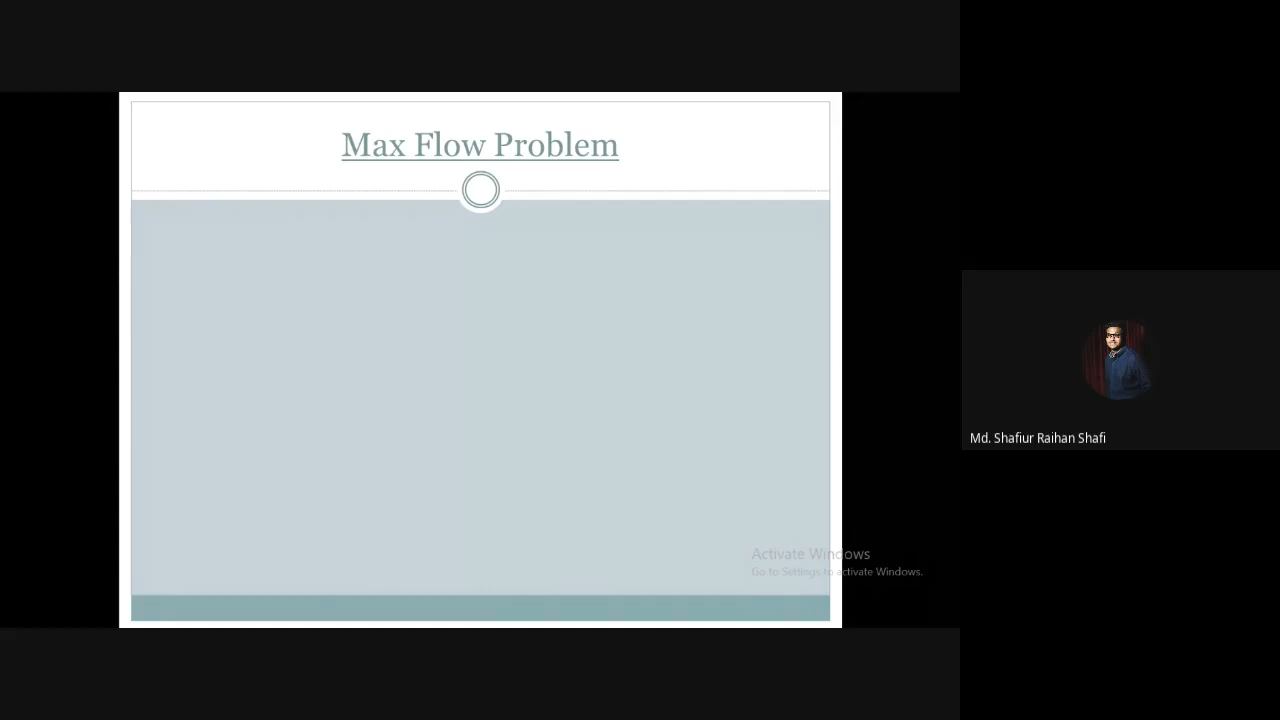 Max Flow Problem
Activate Windows
Go to Settings to activate Windows.
Md. Shafiur Raihan Shafi